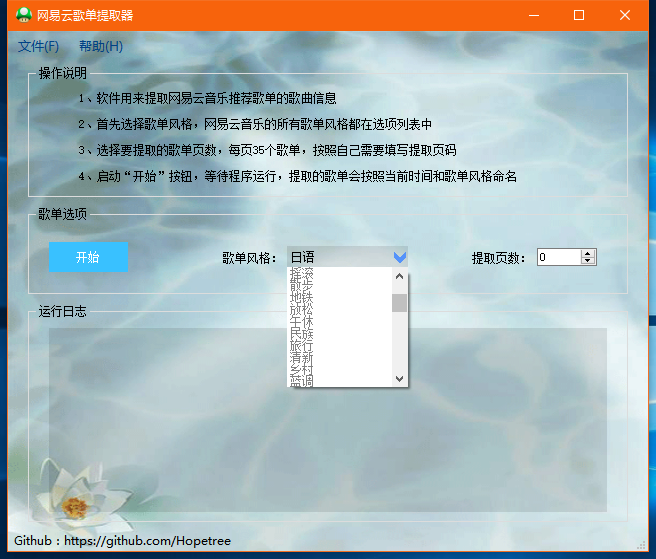 网易云歌单提取器
文件(F) 帮助(H)
操作说明
1、软件用来提取网易云音乐推荐歌单的歌曲信息
2、首先选择歌单风格，网易云音乐的所有歌单风格都在选项列表中
3、选择要提取的歌单页数，每页35个歌单，按照自己需要填写提取页码
4、启动“开始”按钮，等待程序运行，提取的歌单会按照当前时间和歌单风格命名
歌单选项
开始 歌单风格： 日语 提取页数： 0
摇滚
散步
地铁
放松
午休
民族
旅行
清新
乡村
蓝调
运行日志
Github：https://github.com/Hopetree